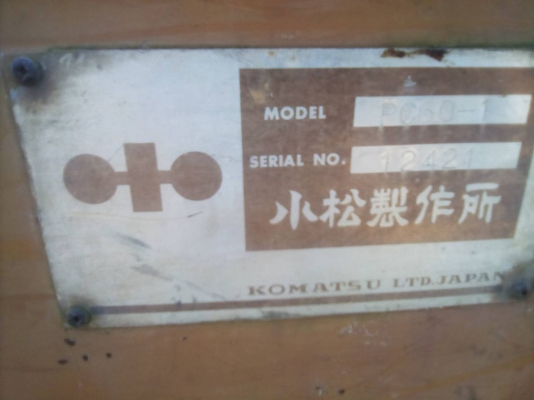 MODEL PC60-1
SERIAL NO. 12421
小松製作所
KOMATSU LTD.JAPAN